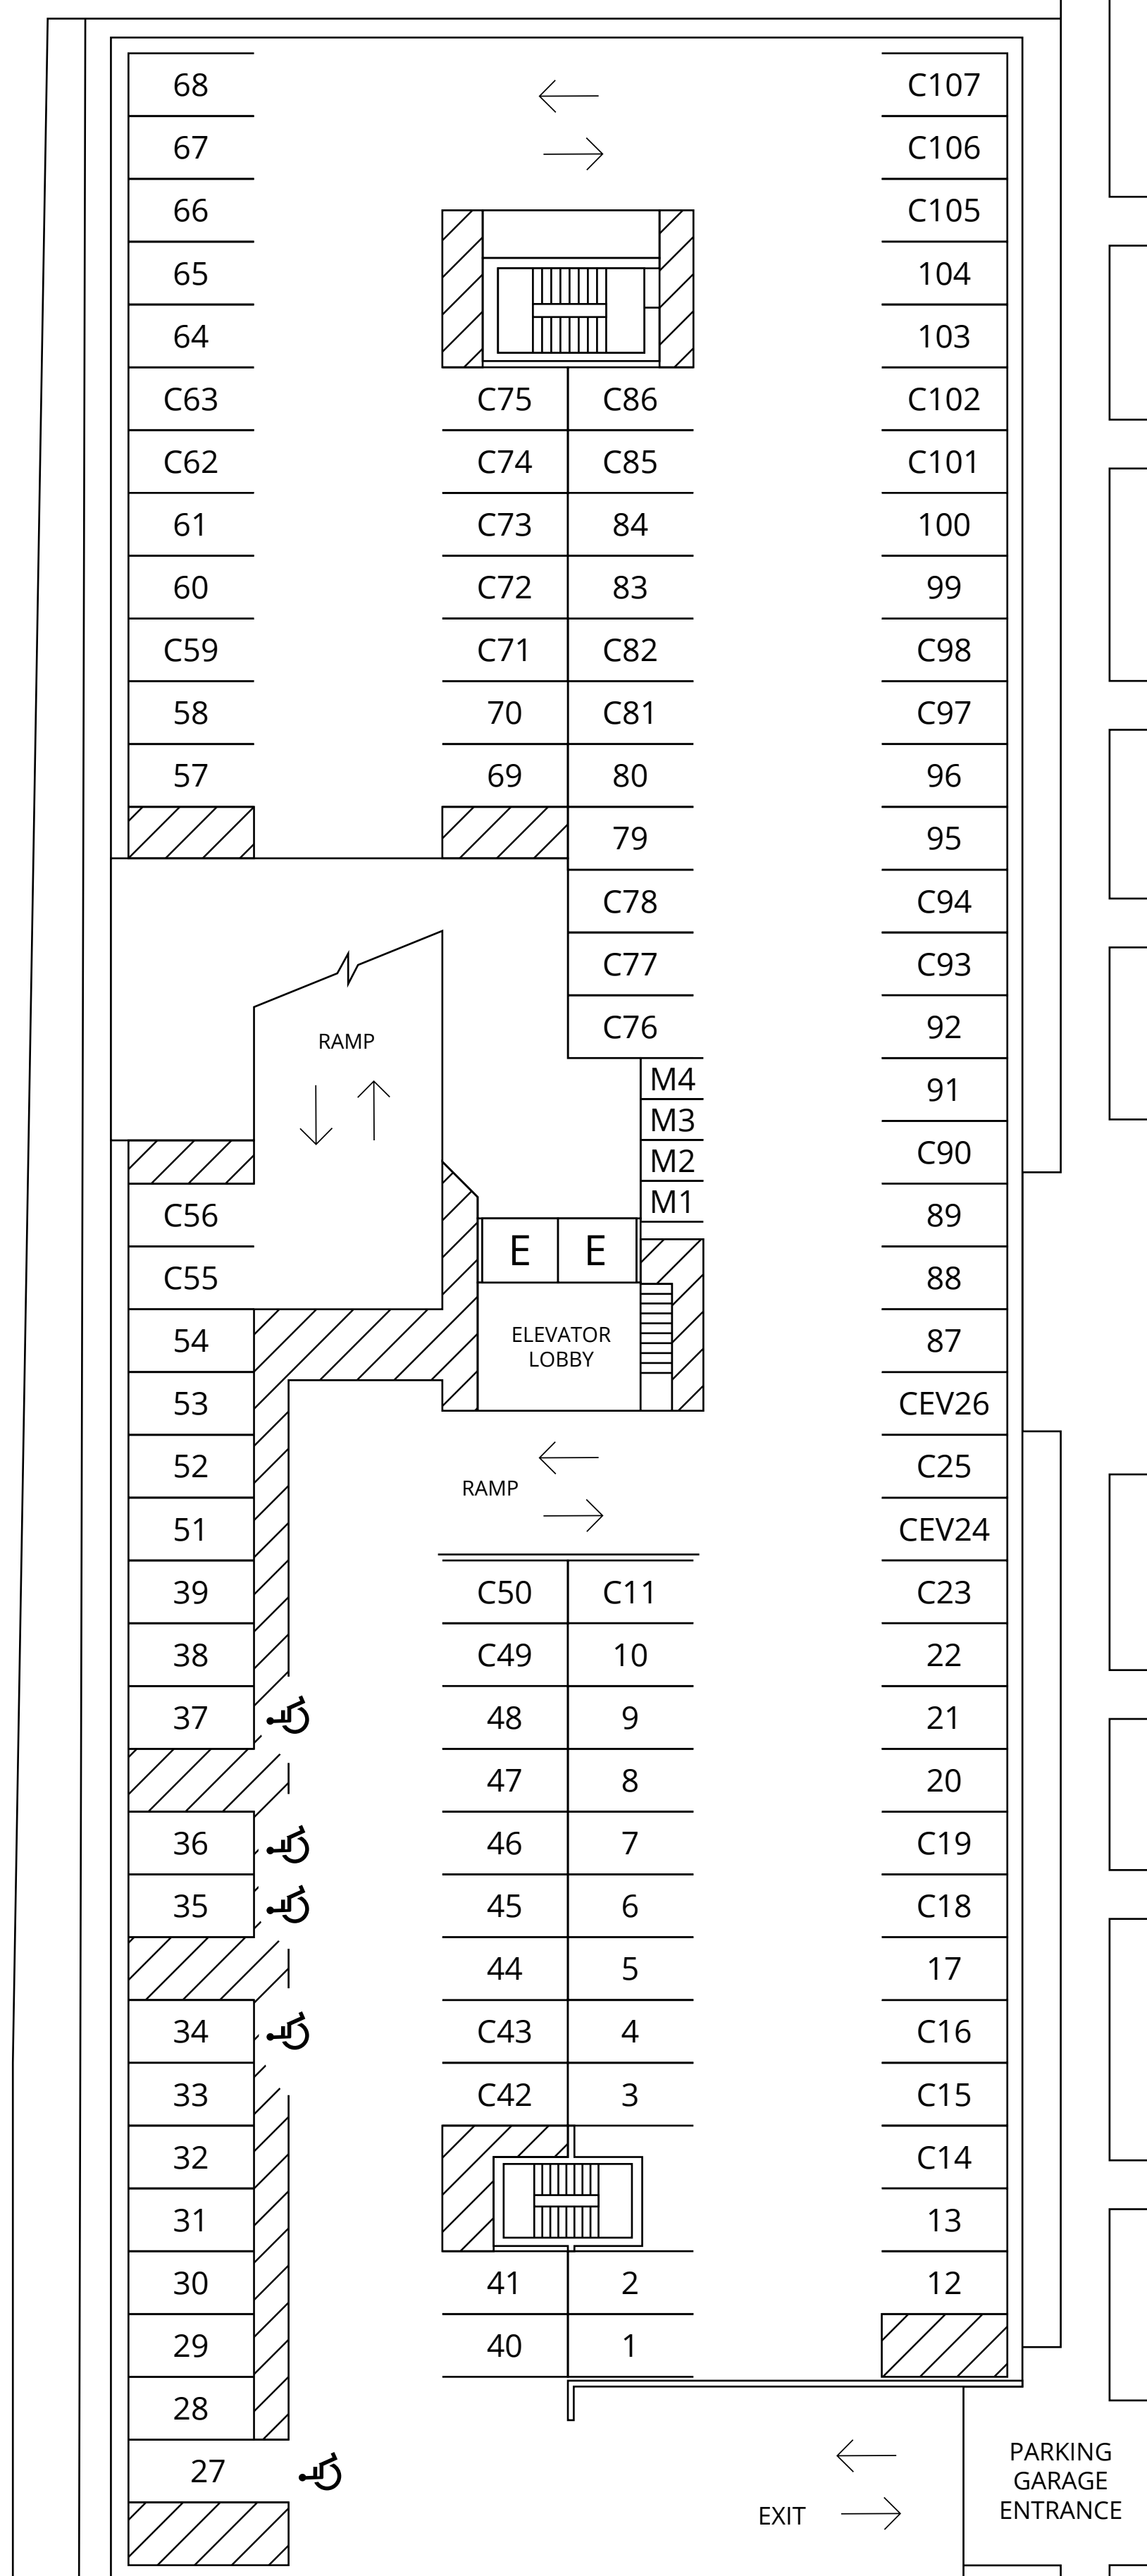 68 C107
67 C106
66 C105
65 104
64 103
C63 C75 C86 C102
C62 C74 C85 C101
61 C73 84 100
60 C72 83 99
C59 C71 C82 C98
58 70 C81 C97
57 69 80 96
79 95
C78 C94
C77 C93
C76 92
RAMP
M4
91
M3
M2 C90
M1
C56 89
E E
C55 88
54 ELEVATOR 87
LOBBY
53 CEV26
52 C25
RAMP
51 CEV24
39 C50 C11 C23
38 C49 10 22
37 48 9 21
47 8 20
36 46 7 C19
35 45 6 C18
44 5 17
34 C43 4 C16
33 C42 3 C15
32 C14
31 13
30 41 2 12
29 40 1
28
27
PARKING
GARAGE
ENTRANCE
EXIT